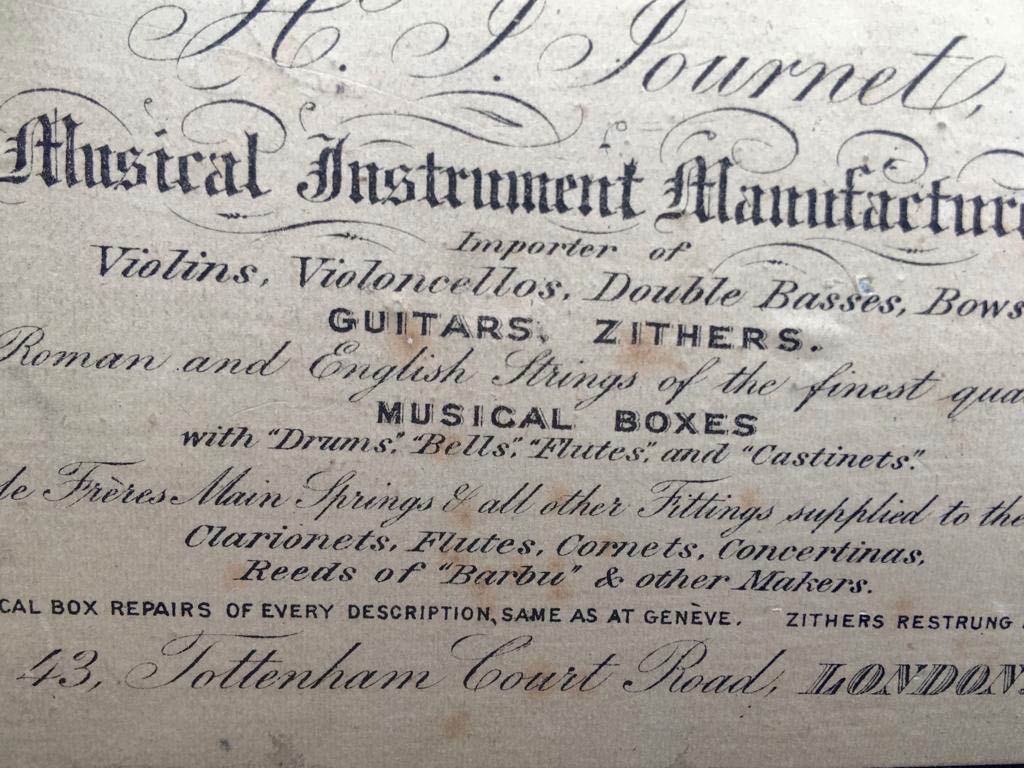 H. J. Journet,
Musical Instrument Manufacture
Importer of
Violins, Violoncellos, Double Basses, Bows
GUITARS, ZITHERS.
Roman and English Strings of the finest qua
MUSICAL BOXES
with "Drums", "Bells", "Flutes", and "Castinets".
le Frères Main Springs & all other Fittings supplied to the
Clarionets, Flutes, Cornets, Concertinas,
Reeds of "Barbu" & other Makers.
CAL BOX REPAIRS OF EVERY DESCRIPTION, SAME AS AT GENÈVE. ZITHERS RESTRUNG
43, Tottenham Court Road, LONDON.